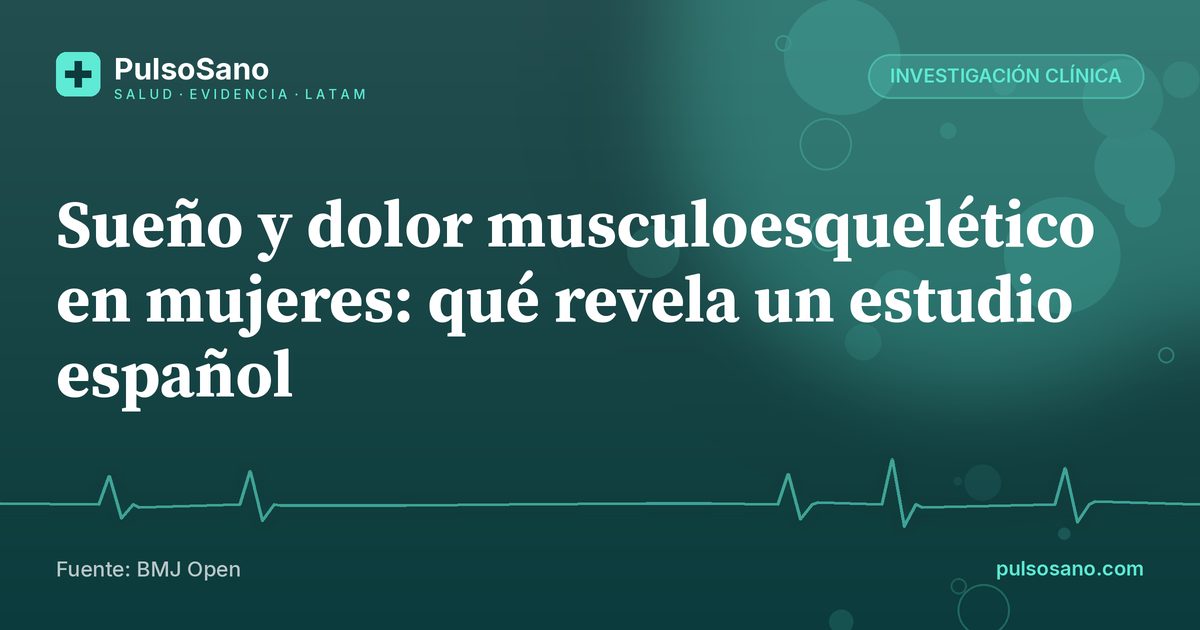 PulsoSano
SALUD · EVIDENCIA · LATAM
INVESTIGACIÓN CLÍNICA
Sueño y dolor musculoesquelético
en mujeres: qué revela un estudio
español
Fuente: BMJ Open
pulsosano.com